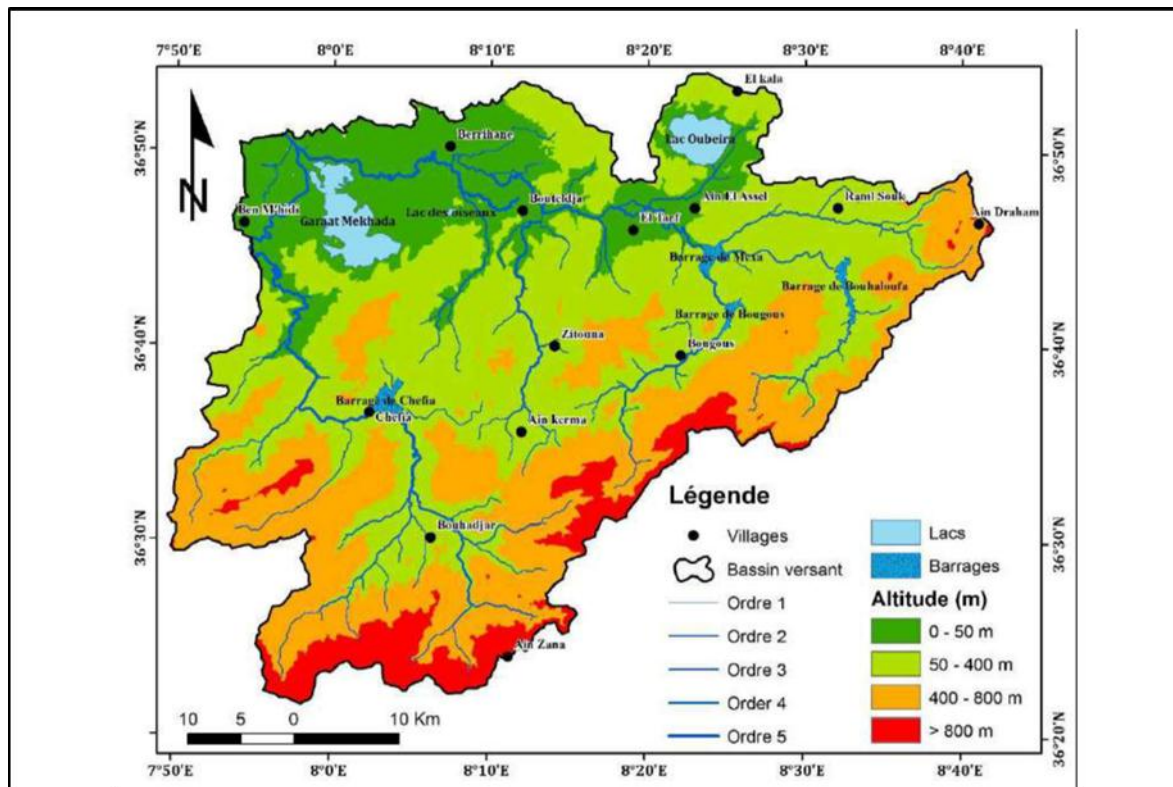 7°50'E 8°0'E 8°10'E 8°20'E 8°30'E 8°40'E
El kala
Lac Oubeira
Berrihane
36°50'N 36°50'N
N
Ben M'hidi
Garaat Mekhada
Lac des oiseaux
Bouteldja
El Taref
Ain El Assel
Raml Souk
Ain Draham
Barrage de Mexa
Barrage de Bouhaloufa
Barrage de Bougous
36°40'N 36°40'N
Zitouna
Bougous
Barrage de Chefia
Chefia
Ain kerma
36°30'N 36°30'N
Bouhadjar
Ain Zana
Légende
Villages
Bassin versant
Ordre 1
Ordre 2
Ordre 3
Order 4
Ordre 5
Lacs
Barrages
Altitude (m)
0 - 50 m
50 - 400 m
400 - 800 m
> 800 m
10 5 0 10 Km
36°20'N
7°50'E 8°0'E 8°10'E 8°20'E 8°30'E 8°40'E